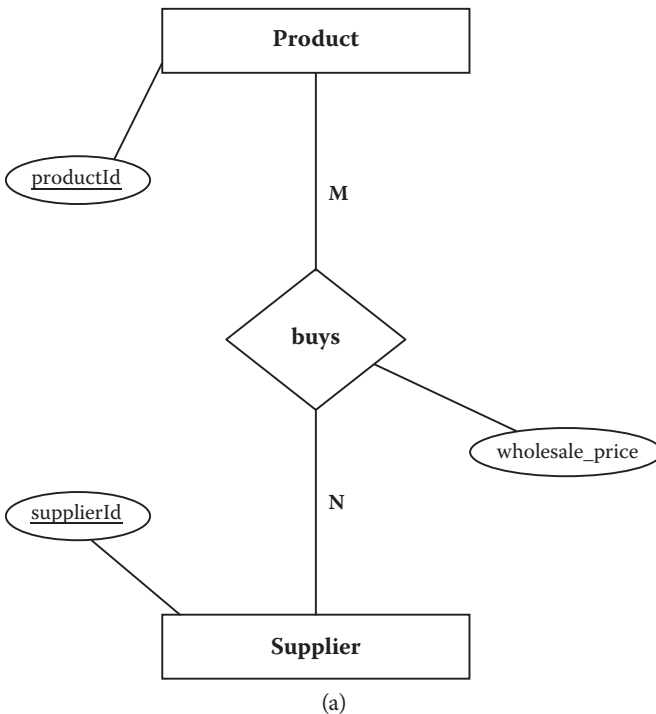 Product
productId
M
buys
wholesale_price
N
supplierId
Supplier
(a)